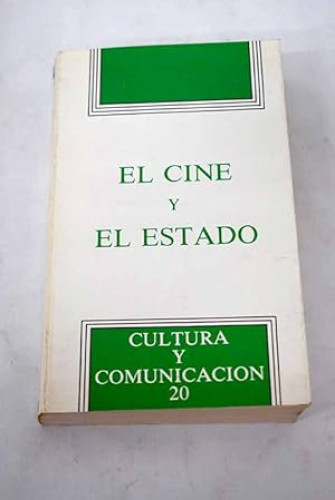 EL CINE
Y
EL ESTADO
CULTURA
Y
COMUNICACION
20